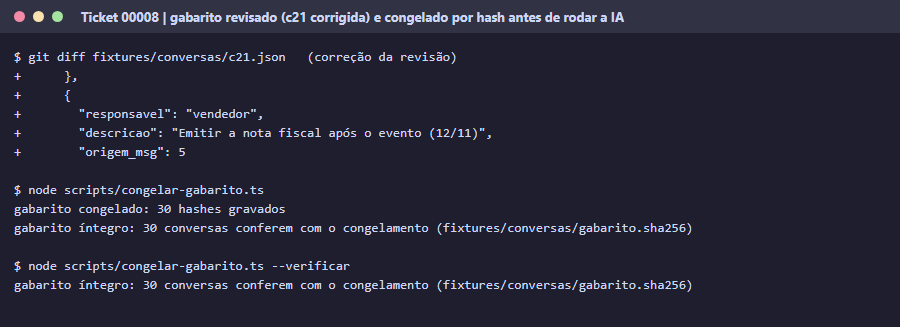 Ticket 00008 | gabarito revisado (c21 corrigida) e congelado por hash antes de rodar a IA
$ git diff fixtures/conversas/c21.json   (correção da revisão)
+      },
+      {
+        "responsavel": "vendedor",
+        "descricao": "Emitir a nota fiscal após o evento (12/11)",
+        "origem_msg": 5
$ node scripts/congelar-gabarito.ts
gabarito congelado: 30 hashes gravados
gabarito íntegro: 30 conversas conferem com o congelamento (fixtures/conversas/gabarito.sha256)
$ node scripts/congelar-gabarito.ts --verificar
gabarito íntegro: 30 conversas conferem com o congelamento (fixtures/conversas/gabarito.sha256)